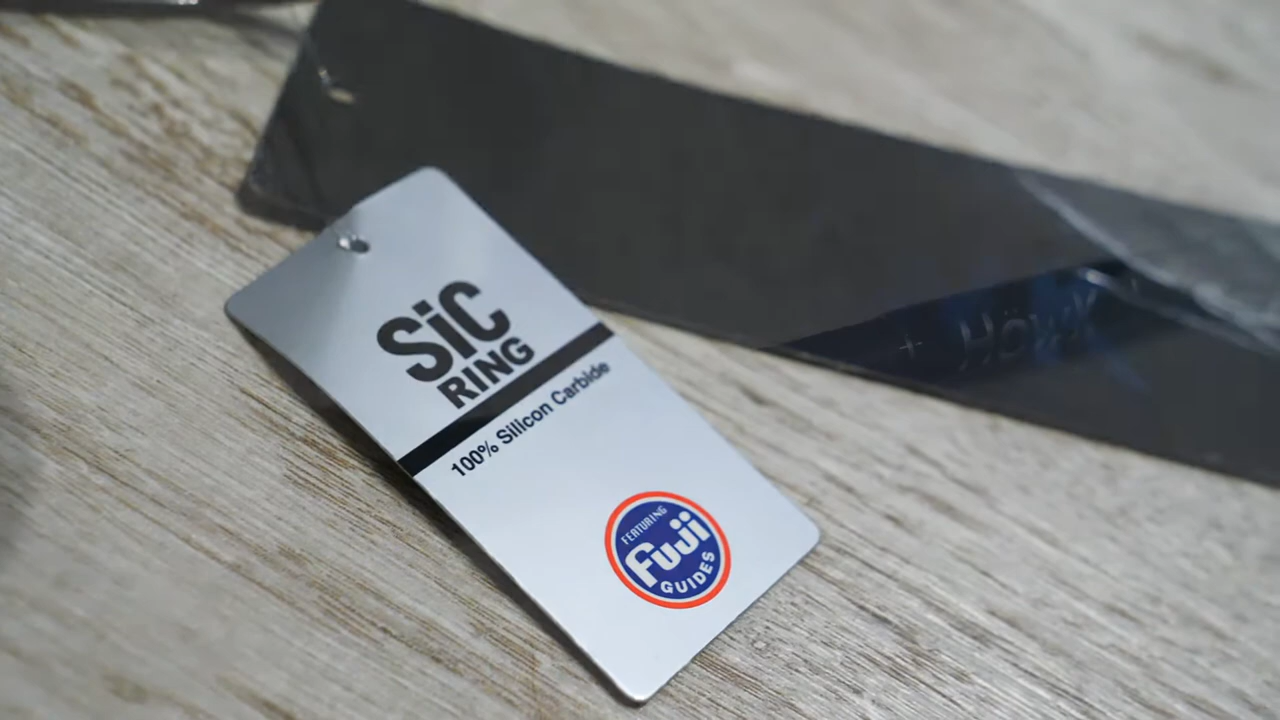 SiC
RING
100% Silicon Carbide
FEATURING
Fuji
GUIDES
+